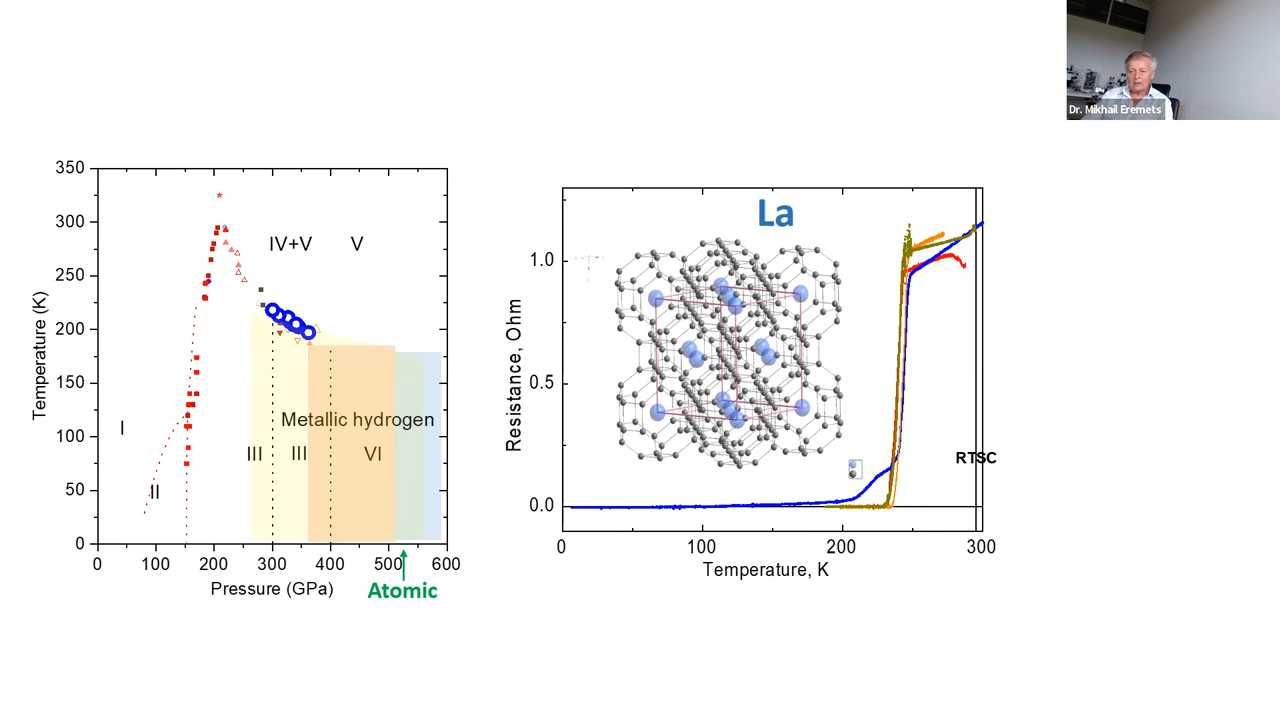 Dr. Mikhail Eremets
350
300
250
200
150
100
50
0
Temperature (K)
IV+V
V
I
II
Metallic hydrogen
III
III
VI
0
100
200
300
400
500
600
Pressure (GPa)
Atomic
La
1.0
0.5
0.0
Resistance, Ohm
RTSC
0
100
200
300
Temperature, K